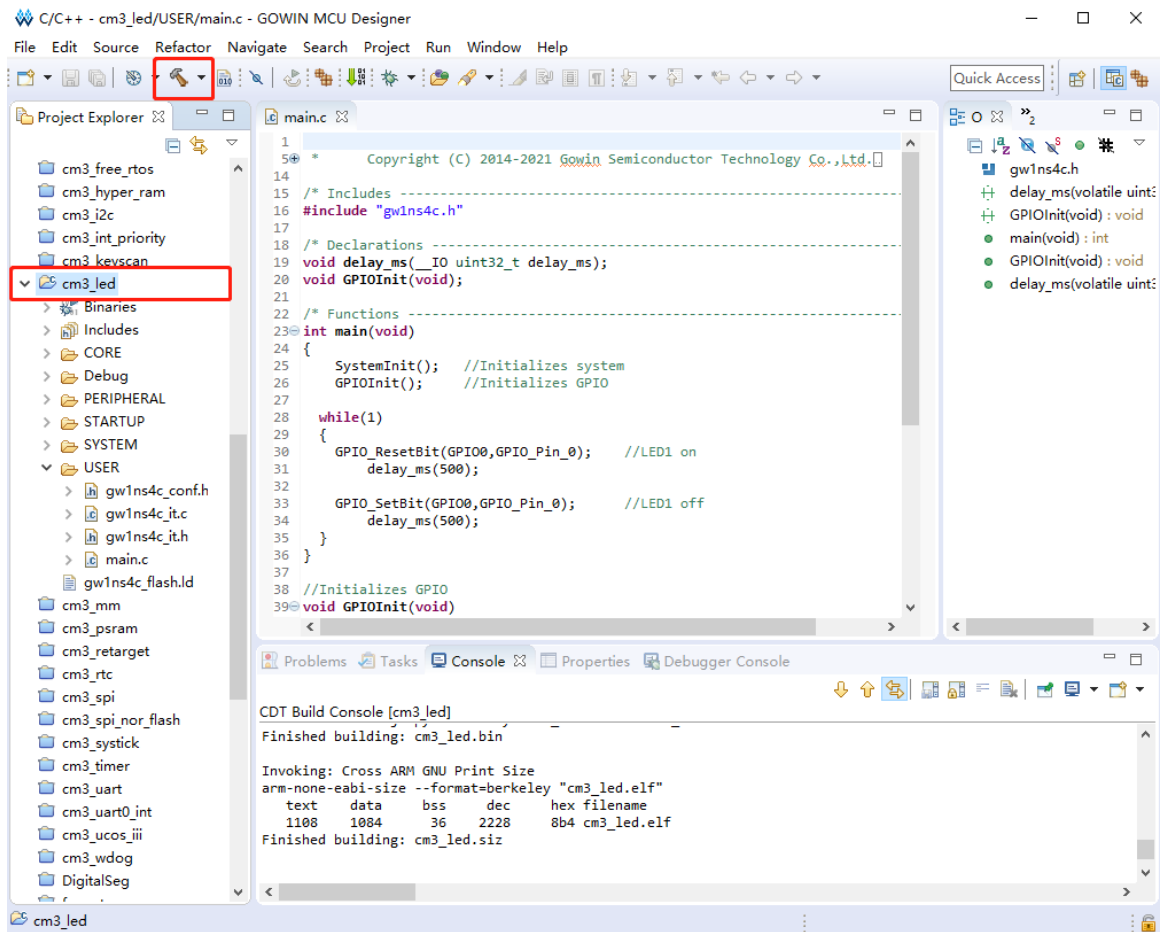 C/C++ - cm3_led/USER/main.c - GOWIN MCU Designer
File Edit Source Refactor Navigate Search Project Run Window Help
010
Quick Access
Project Explorer
cm3_free_rtos
cm3_hyper_ram
cm3_i2c
cm3_int_priority
cm3_keyscan
cm3_led
Binaries
Includes
CORE
Debug
PERIPHERAL
STARTUP
SYSTEM
USER
gw1ns4c_conf.h
gw1ns4c_it.c
gw1ns4c_it.h
main.c
gw1ns4c_flash.ld
cm3_mm
cm3_psram
cm3_retarget
cm3_rtc
cm3_spi
cm3_spi_nor_flash
cm3_systick
cm3_timer
cm3_uart
cm3_uart0_int
cm3_ucos_iii
cm3_wdog
DigitalSeg
main.c
1
5 * Copyright (C) 2014-2021 Gowin Semiconductor Technology Co.,Ltd.
14
15 /* Includes ------------------------------------------------------------------
16 #include "gw1ns4c.h"
17
18 /* Declarations --------------------------------------------------------------
19 void delay_ms(__IO uint32_t delay_ms);
20 void GPIOInit(void);
21
22 /* Functions -----------------------------------------------------------------
23 int main(void)
24 {
25 SystemInit(); //Initializes system
26 GPIOInit(); //Initializes GPIO
27
28 while(1)
29 {
30 GPIO_ResetBit(GPIO0,GPIO_Pin_0); //LED1 on
31 delay_ms(500);
32
33 GPIO_SetBit(GPIO0,GPIO_Pin_0); //LED1 off
34 delay_ms(500);
35 }
36 }
37
38 //Initializes GPIO
39 void GPIOInit(void)
O
2
gw1ns4c.h
delay_ms(volatile uint3
GPIOInit(void) : void
main(void) : int
GPIOInit(void) : void
delay_ms(volatile uint3
Problems Tasks Console Properties Debugger Console
CDT Build Console [cm3_led]
Finished building: cm3_led.bin
Invoking: Cross ARM GNU Print Size
arm-none-eabi-size --format=berkeley "cm3_led.elf"
text data bss dec hex filename
1108 1084 36 2228 8b4 cm3_led.elf
Finished building: cm3_led.siz
cm3_led